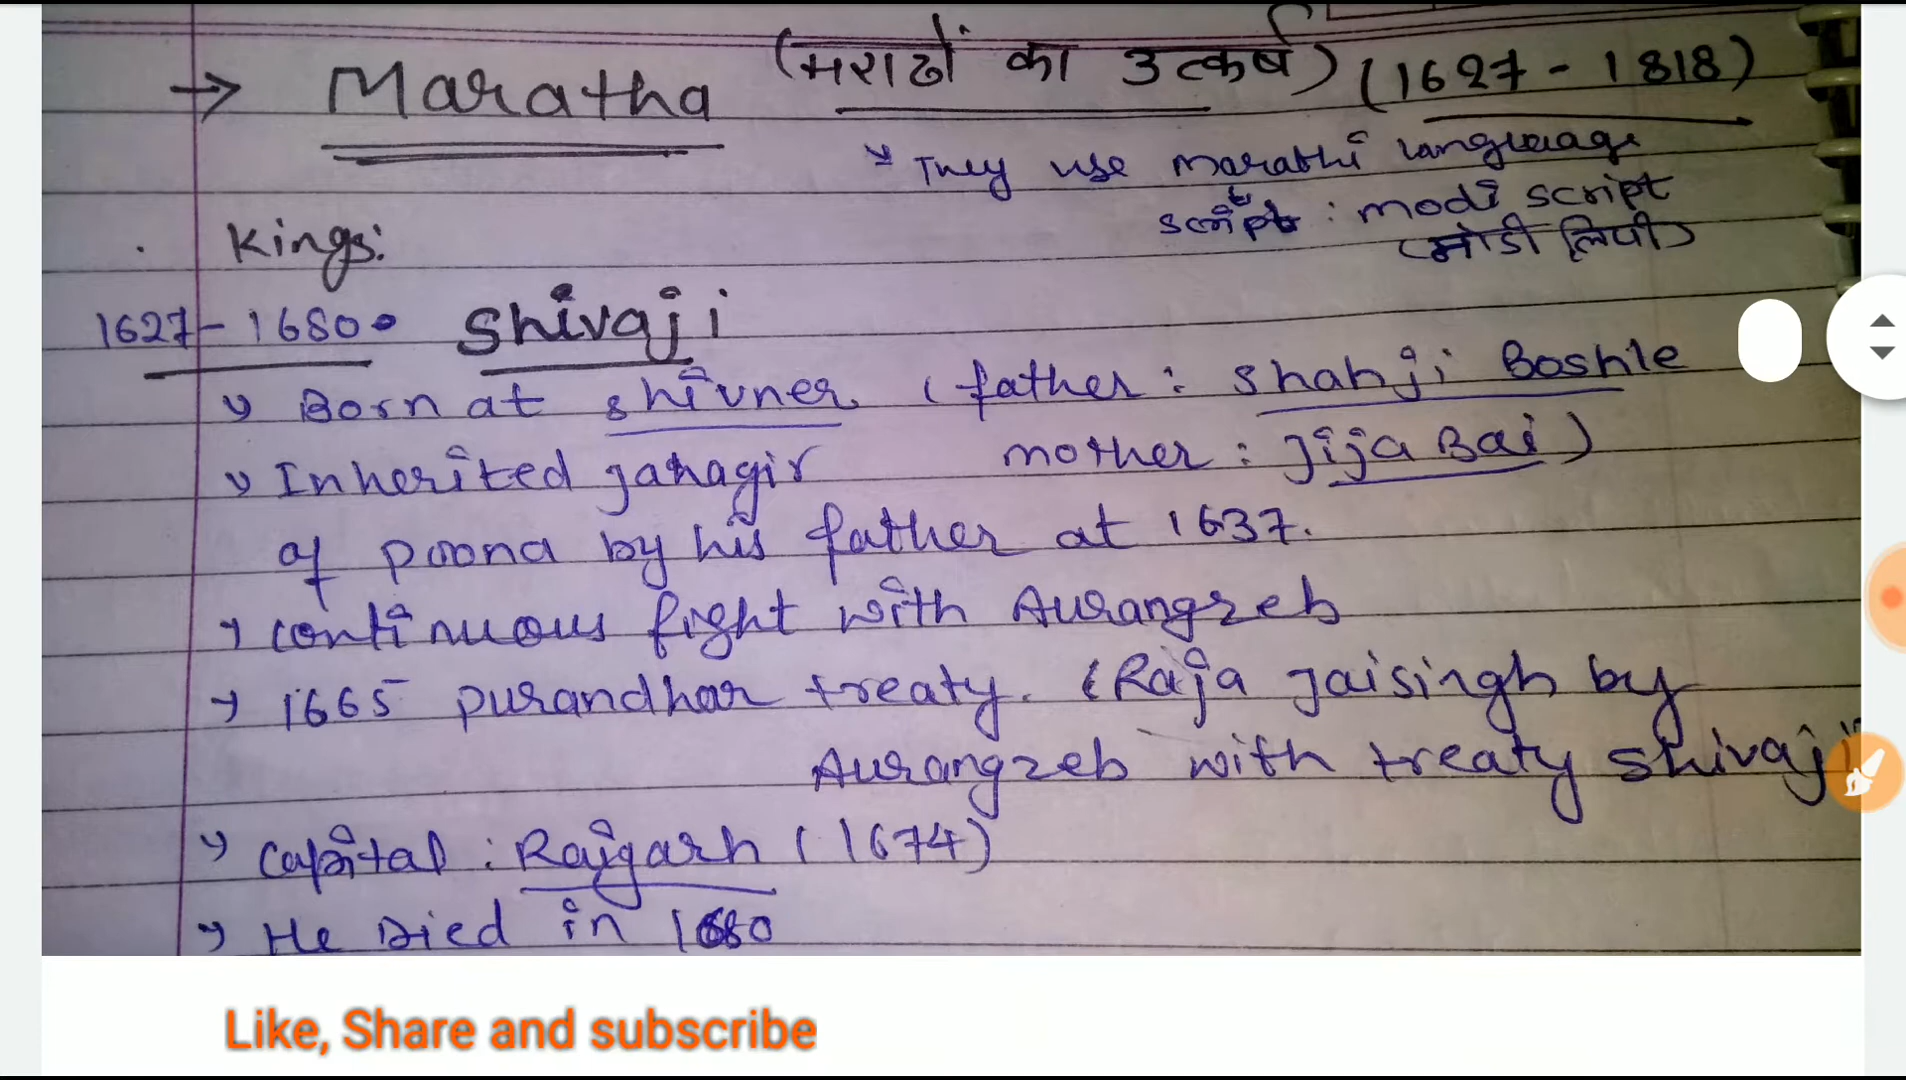 → Maratha (मराठों का उत्कर्ष) (1627 - 1818)
* They use marathi language
script : modi script
(मोडी लिपी)
Kings:
1627 - 1680 Shivaji
→ Born at shivner (father : shahji Boshle
mother : Jija Bai)
→ Inherited jahagir
of poona by his father at 1637.
→ continuous fight with Aurangzeb
→ 1665 purandhar treaty. (Raja jaisingh by
Aurangzeb with treaty shivaji
→ capital : Raigarh (1674)
→ He Died in 1680
Like, Share and subscribe